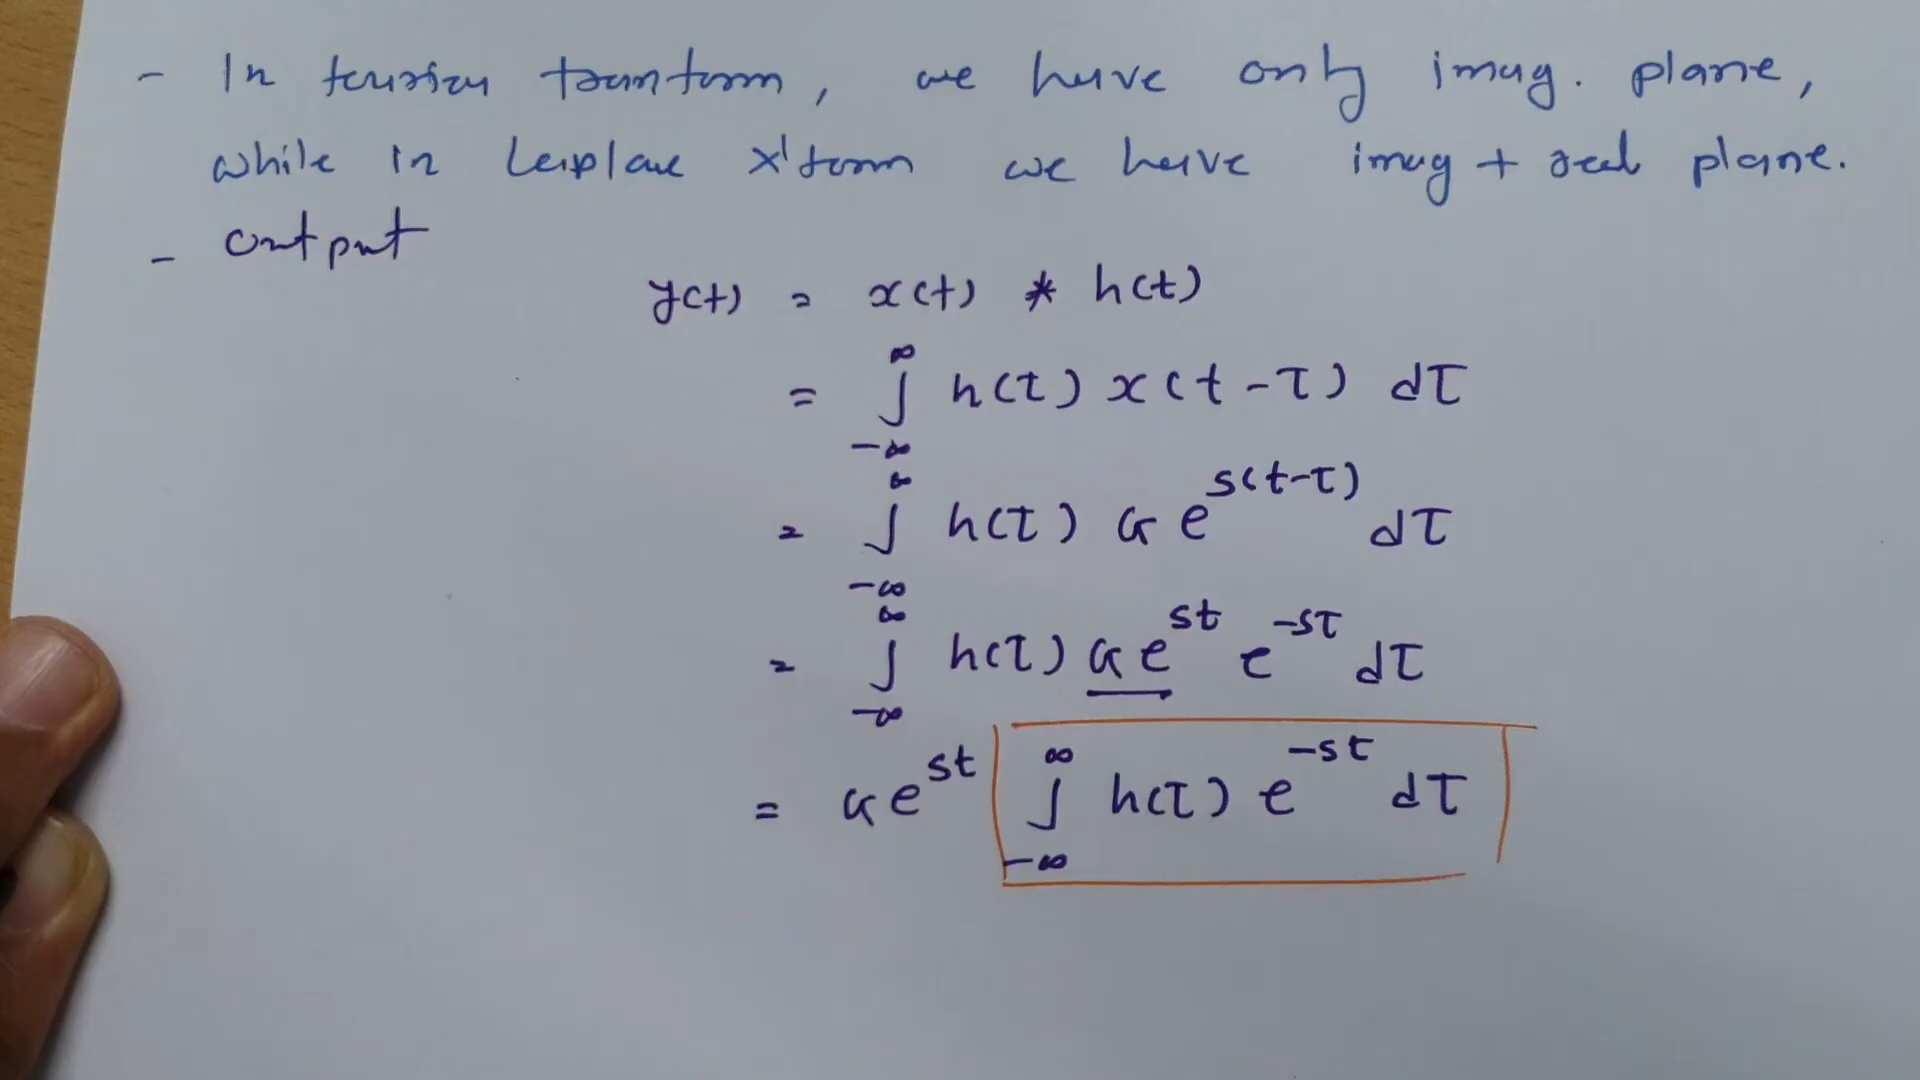 - In fourier tranform, we have only imag. plane,
while in Laplace x'form we have imag + real plane.
- output
y(t) = x(t) * h(t)
= ∫_{-∞}^{∞} h(τ) x(t-τ) dτ
= ∫_{-∞}^{∞} h(τ) G e^{s(t-τ)} dτ
= ∫_{-∞}^{∞} h(τ) G e^{st} e^{-sτ} dτ
= G e^{st} ∫_{-∞}^{∞} h(τ) e^{-sτ} dτ